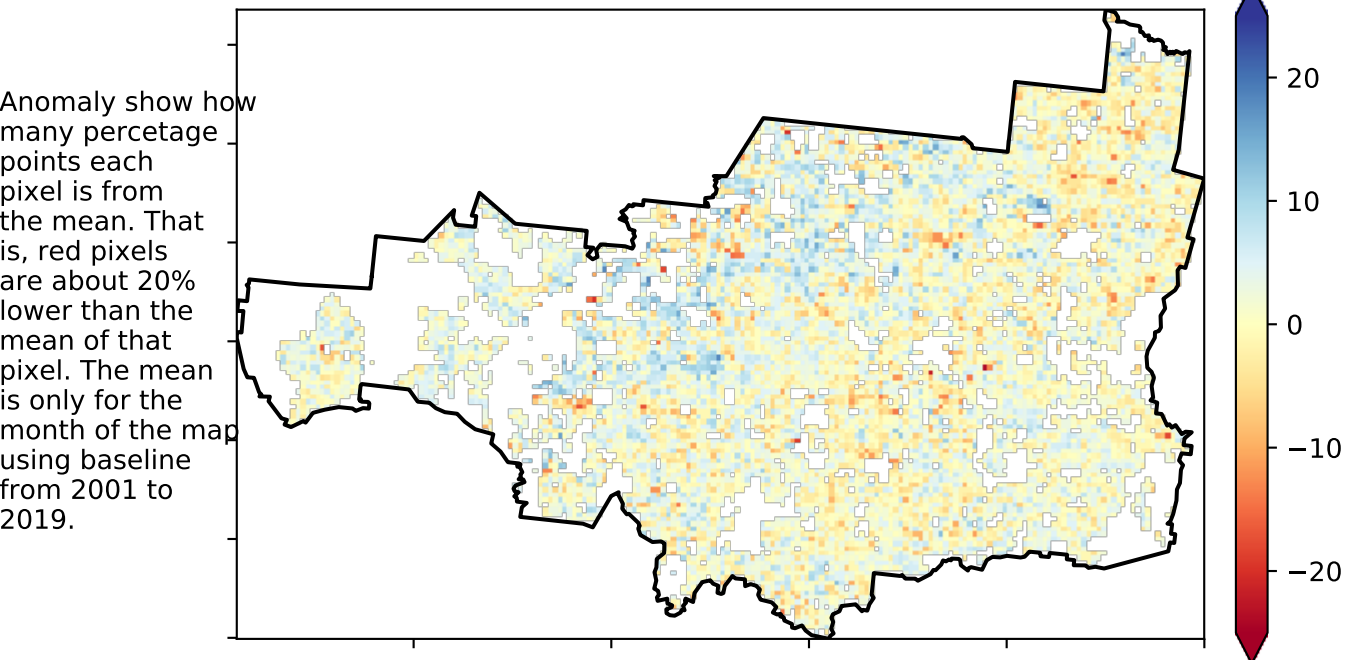 Anomaly show how
many percetage
points each
pixel is from
the mean. That
is, red pixels
are about 20%
lower than the
mean of that
pixel. The mean
is only for the
month of the map
using baseline
from 2001 to
2019.
20
10
0
−10
−20